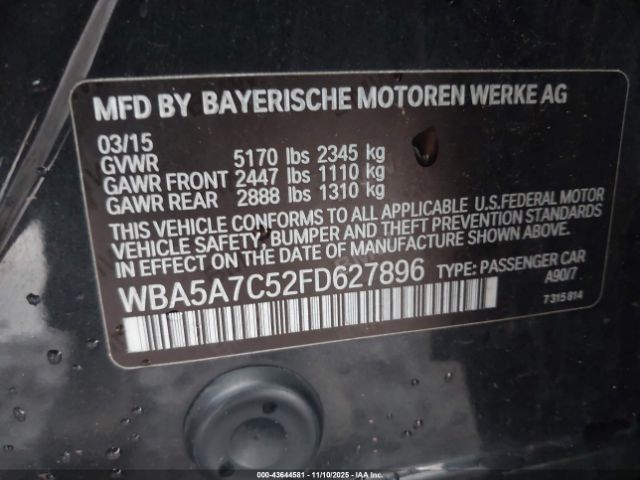 MFD BY BAYERISCHE MOTOREN WERKE AG
03/15
GVWR 5170 lbs 2345 kg
GAWR FRONT 2447 lbs 1110 kg
GAWR REAR 2888 lbs 1310 kg
THIS VEHICLE CONFORMS TO ALL APPLICABLE U.S.FEDERAL MOTOR
VEHICLE SAFETY, BUMPER AND THEFT PREVENTION STANDARDS
IN EFFECT ON THE DATE OF MANUFACTURE SHOWN ABOVE.
WBA5A7C52FD627896 TYPE: PASSENGER CAR
A90/7
7 315 814
000-43644581 - 11/10/2025 - IAA Inc.